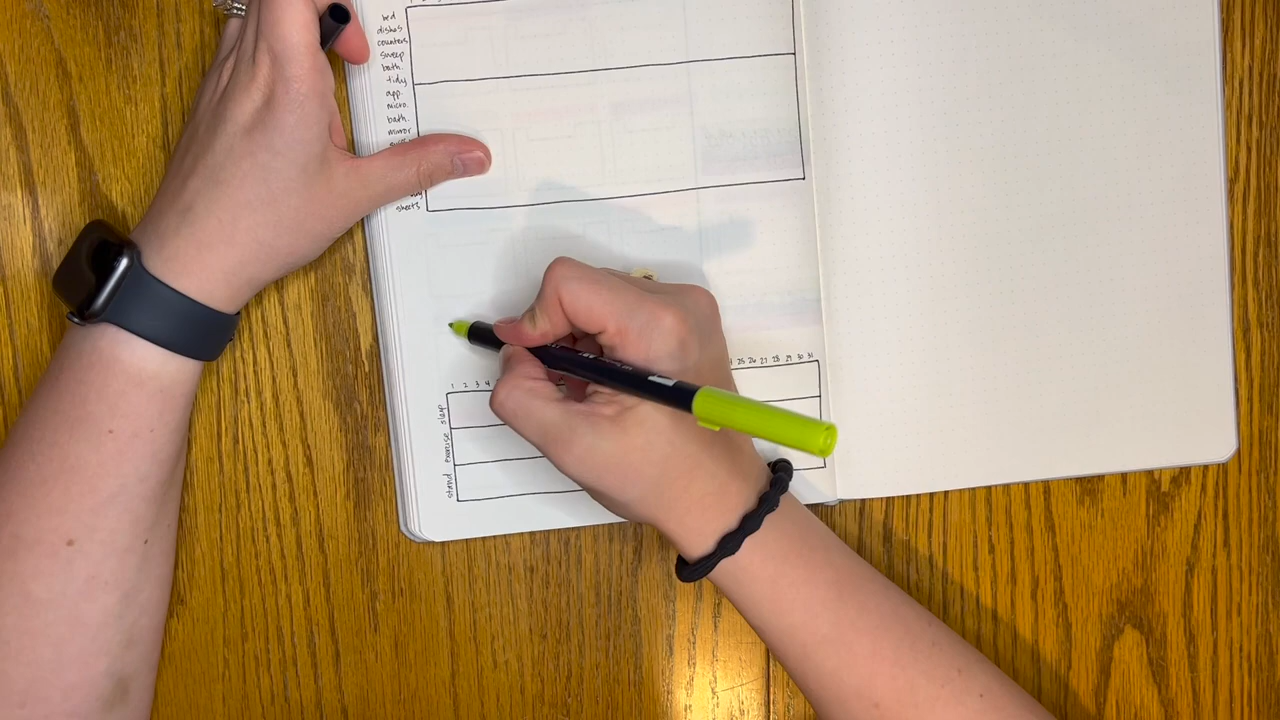 bed
dishes
counters
sweep
bath.
tidy
app.
micro.
bath.
mirror
sheets
1 2 3 4 25 26 27 28 29 30 31
sleep
exercise
stand